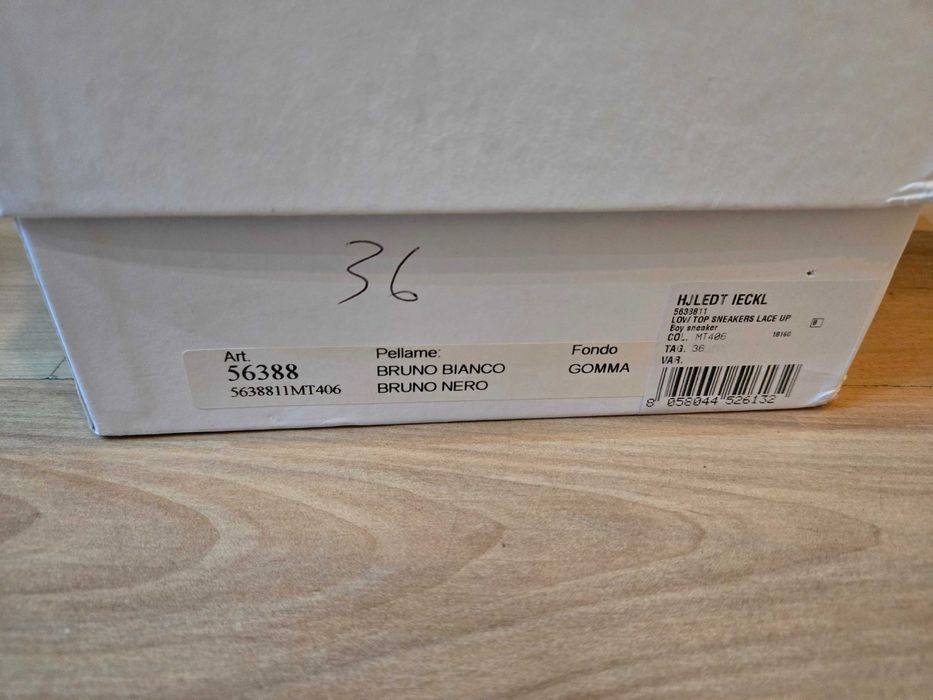 36
Art.
56388
5638811MT406
Pellame:
BRUNO BIANCO
BRUNO NERO
Fondo
GOMMA
HJLEDT IECKL
5638811
LOW TOP SNEAKERS LACE UP
Boy sneaker
COL. MT406
TAG. 36
VAR.
8 058044 526132